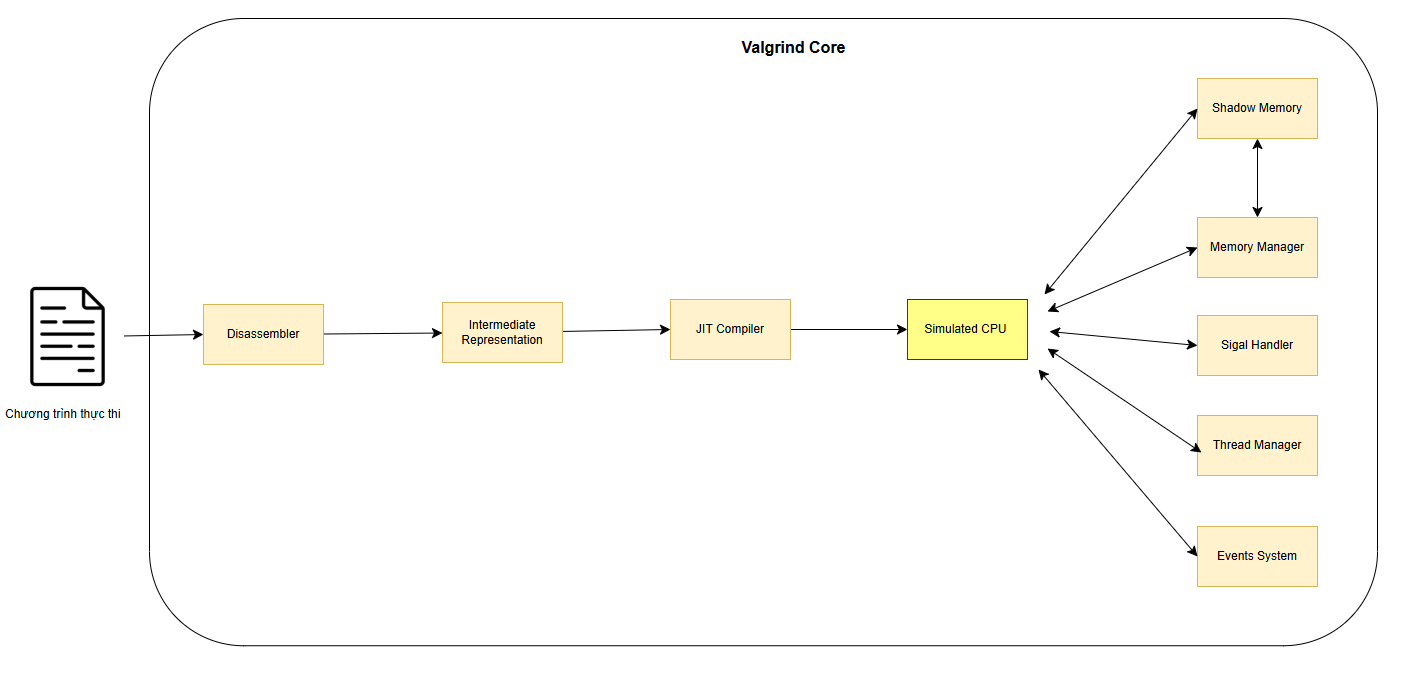 Valgrind Core
Shadow Memory
Memory Manager
Disassembler
Intermediate
Representation
JIT Compiler
Simulated CPU
Sigal Handler
Chương trình thực thi
Thread Manager
Events System